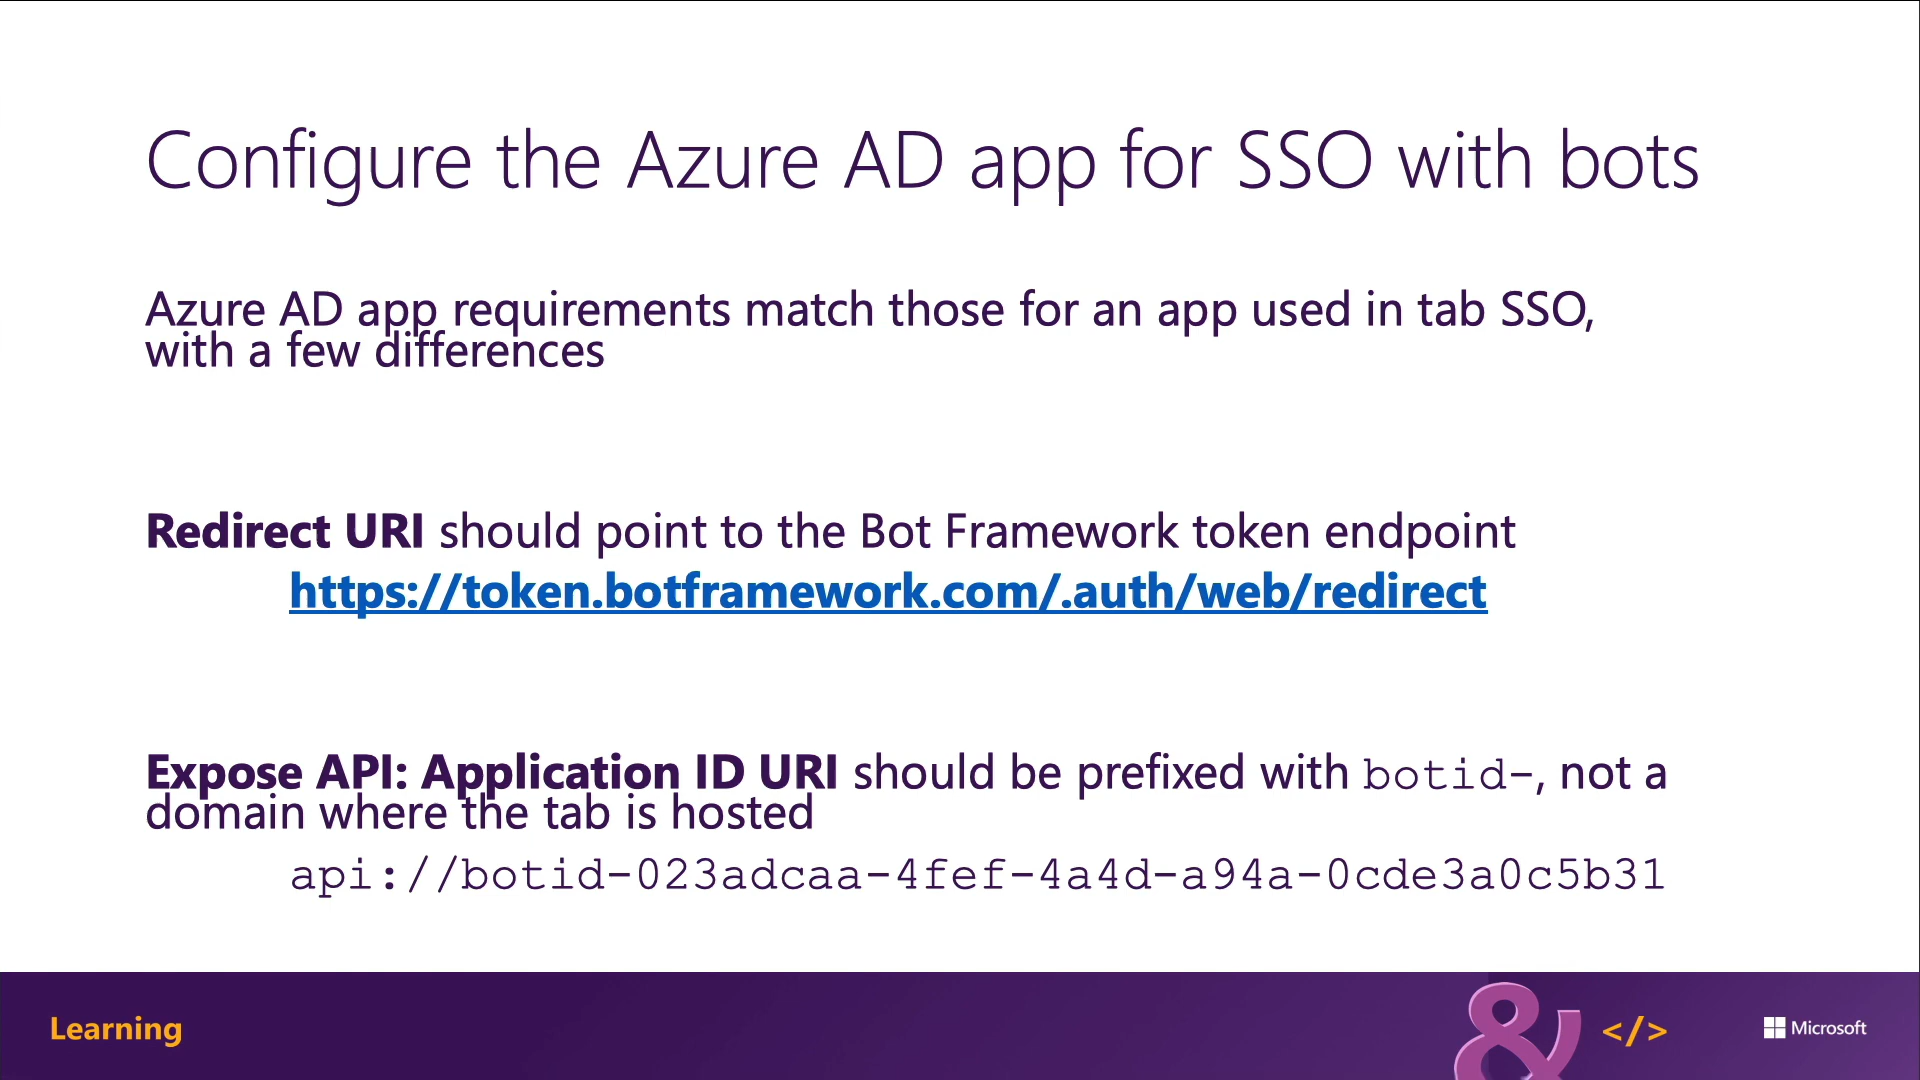 Configure the Azure AD app for SSO with bots
Azure AD app requirements match those for an app used in tab SSO,
with a few differences
Redirect URI should point to the Bot Framework token endpoint
https://token.botframework.com/.auth/web/redirect
Expose API: Application ID URI should be prefixed with botid-, not a
domain where the tab is hosted
api://botid-023adcaa-4fef-4a4d-a94a-0cde3a0c5b31
Learning
& </>
Microsoft